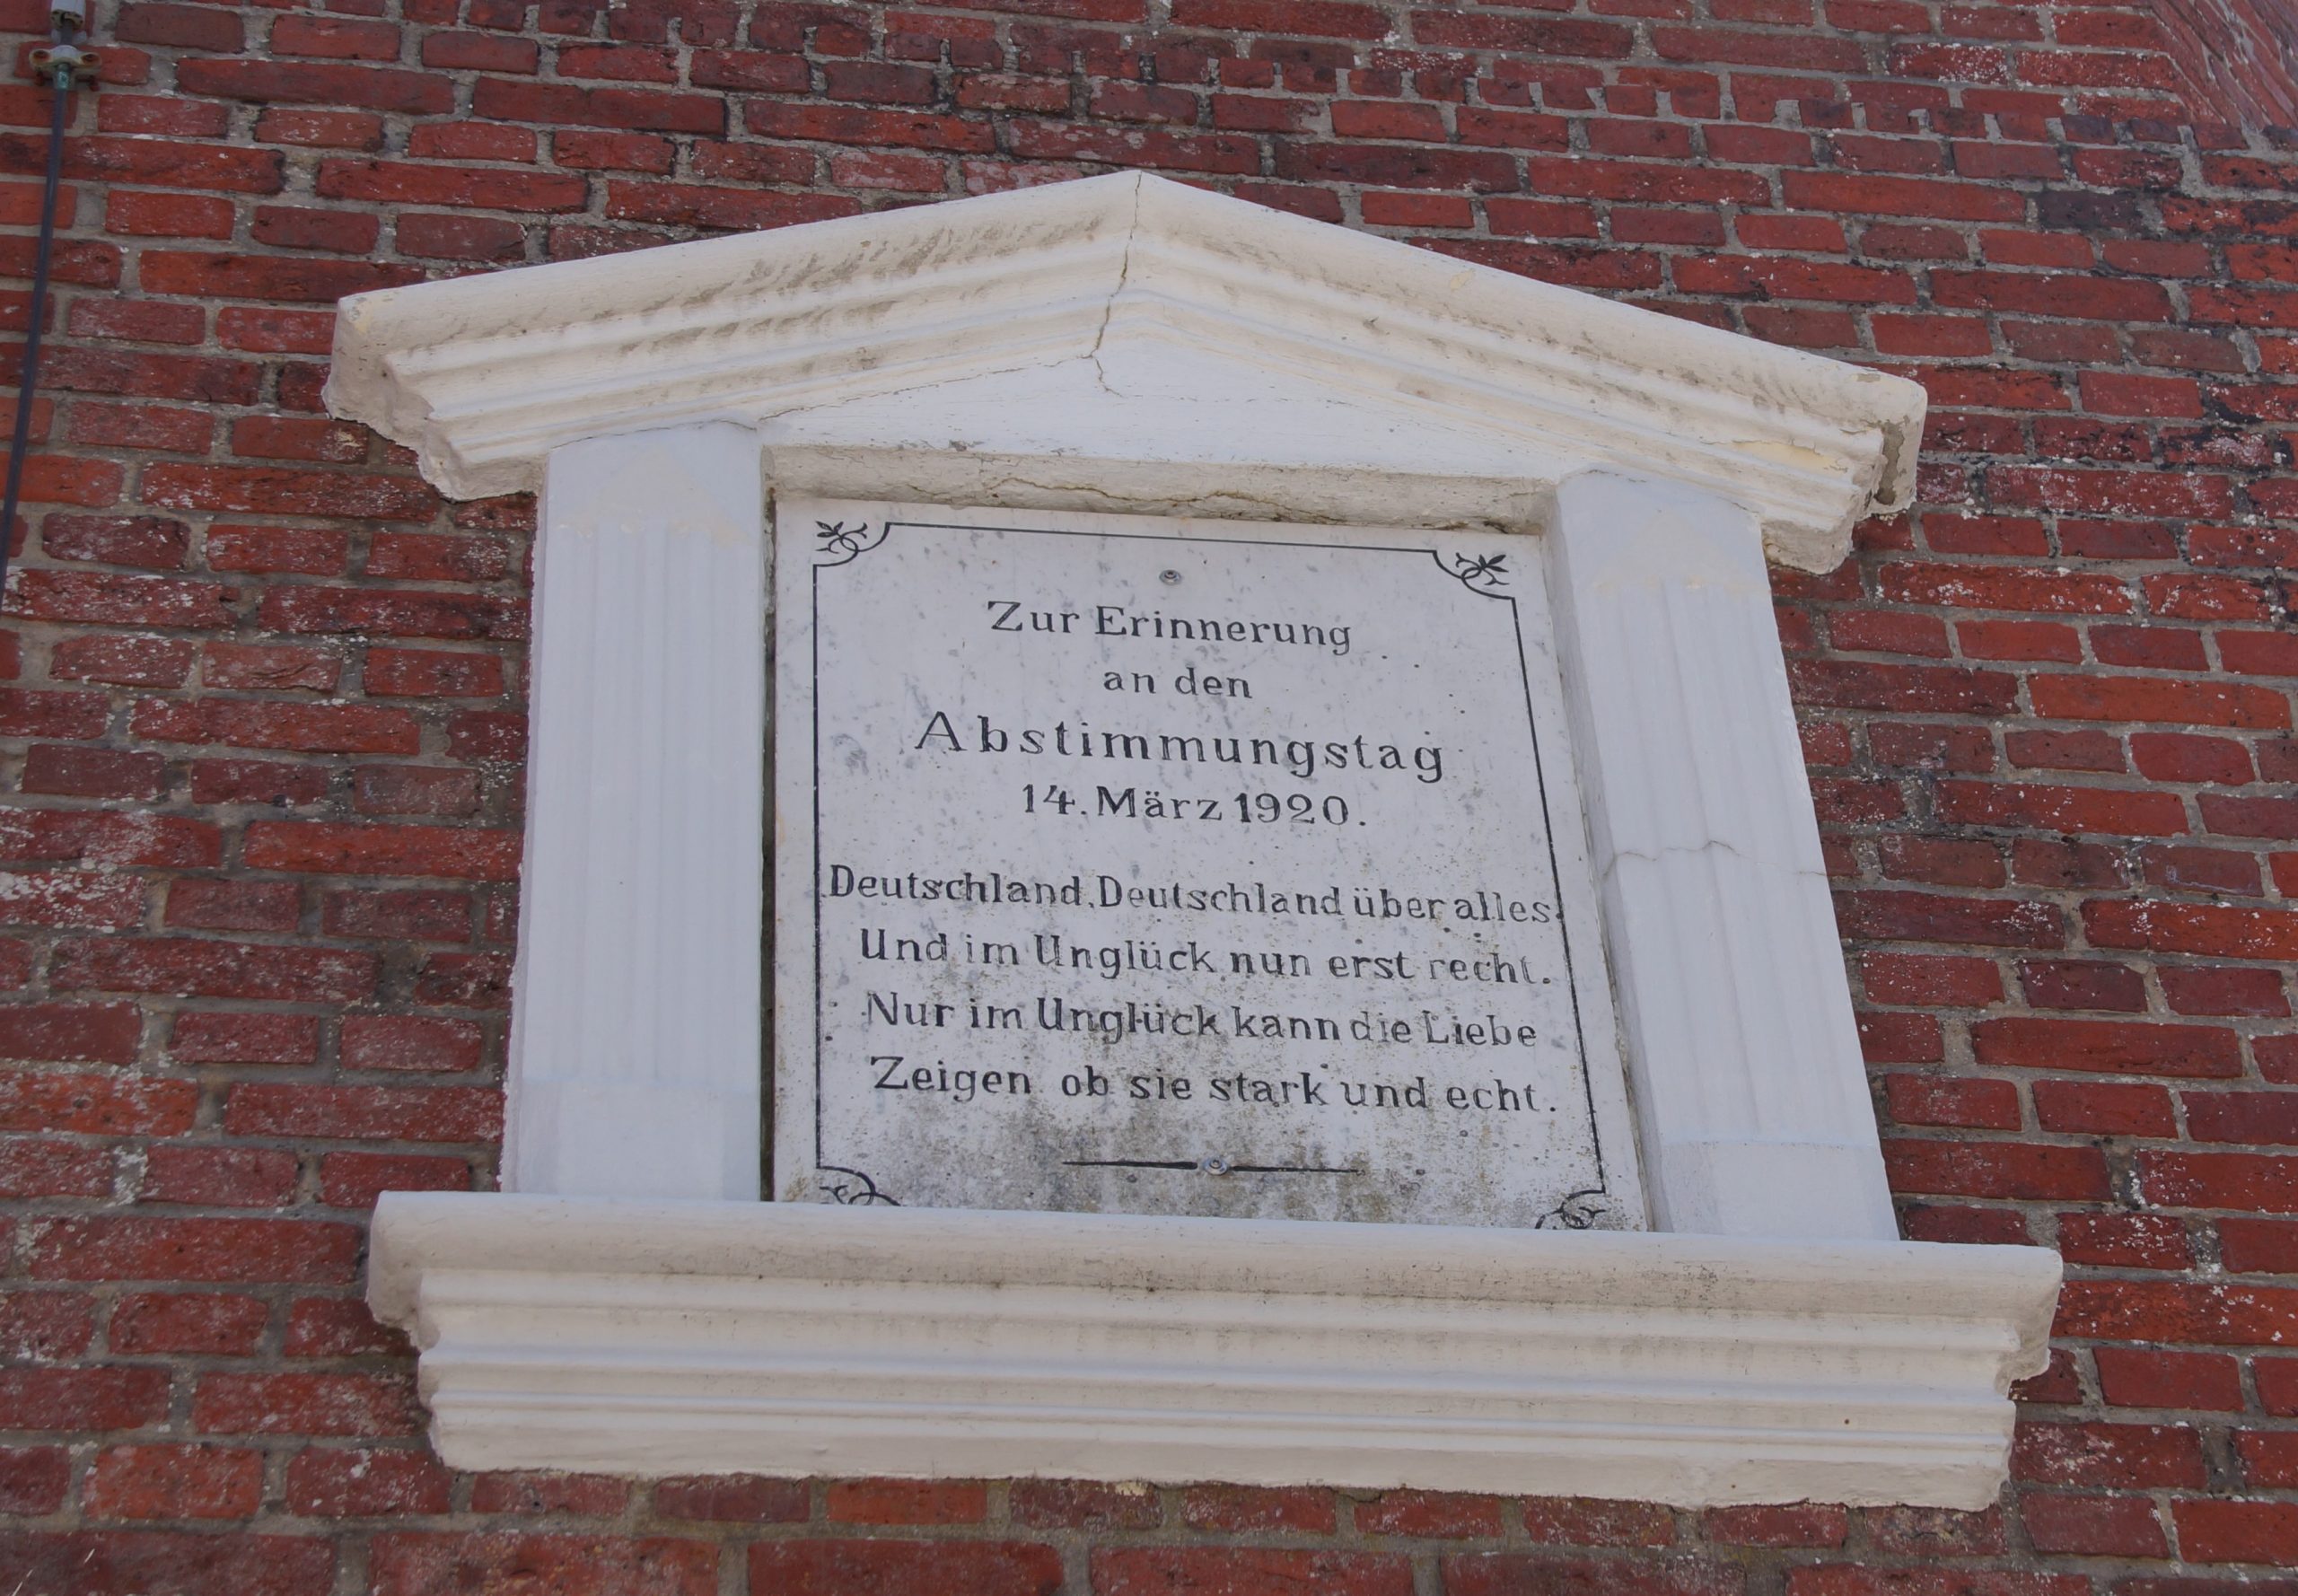 Zur Erinnerung
an den
Abstimmungstag
14. März 1920.
Deutschland, Deutschland über alles
Und im Unglück nun erst recht.
Nur im Unglück kann die Liebe
Zeigen ob sie stark und echt.